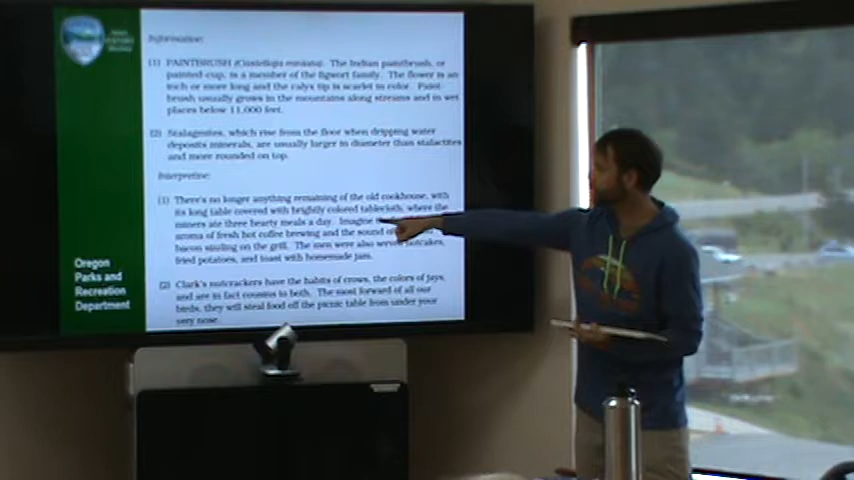 Information:
(1) PAINTBRUSH (Castelleja miniata). The Indian paintbrush, or
painted-cup, is a member of the figwort family. The flower is an
inch or more long and the calyx tip is scarlet in color. Paint-
brush usually grows in the mountains along streams and in wet
places below 11,000 feet.
(2) Stalagmites, which rise from the floor when dripping water
deposits minerals, are usually larger in diameter than stalactites
and more rounded on top.
Interpretive:
(1) There's no longer anything remaining of the old cookhouse, with
its long table covered with brightly colored tablecloth, where the
miners ate three hearty meals a day. Imagine
aroma of fresh hot coffee brewing and the sound
bacon sizzling on the grill. The men were also hotcakes,
fried potatoes, and toast with homemade jam.
(2) Clark's nutcrackers have the habits of crows, the colors of jays,
and are in fact cousins to both. The most forward of all our
birds, they will steal food off the picnic table from under your
very nose.
Oregon
Parks and
Recreation
Department